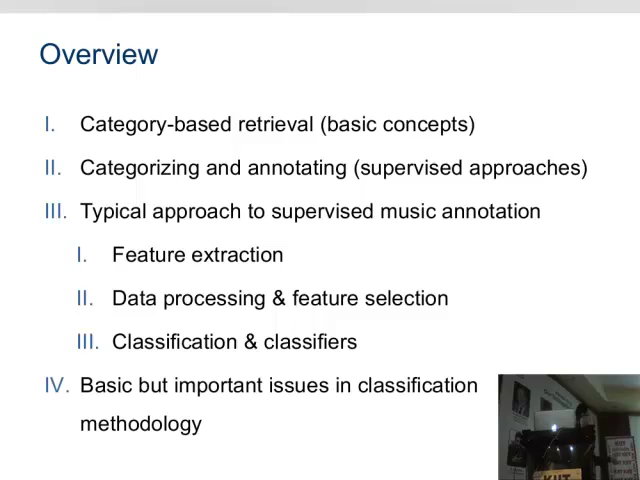 Overview
I. Category-based retrieval (basic concepts)
II. Categorizing and annotating (supervised approaches)
III. Typical approach to supervised music annotation
I. Feature extraction
II. Data processing & feature selection
III. Classification & classifiers
IV. Basic but important issues in classification
methodology